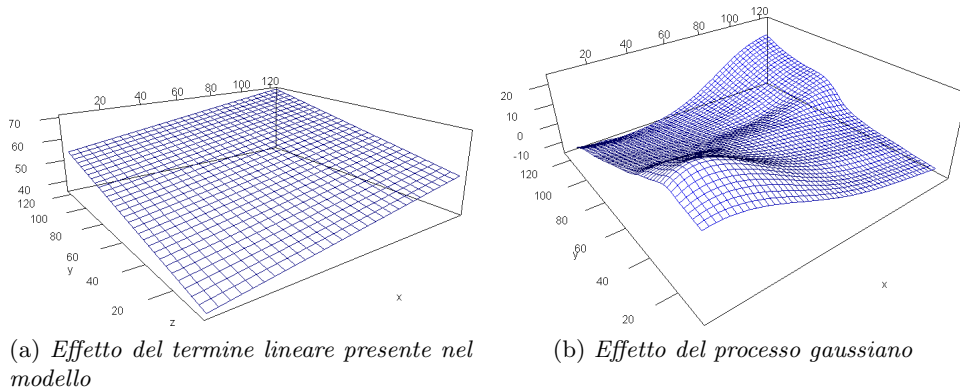 20 40 60 80 100 120
70
60
50
40
120
100
80
y
60
40
20
z
x
20 40 60 80 100 120
20
10
0
-10
120
100
80
60
y
40
20
x
(a) Effetto del termine lineare presente nel
modello
(b) Effetto del processo gaussiano